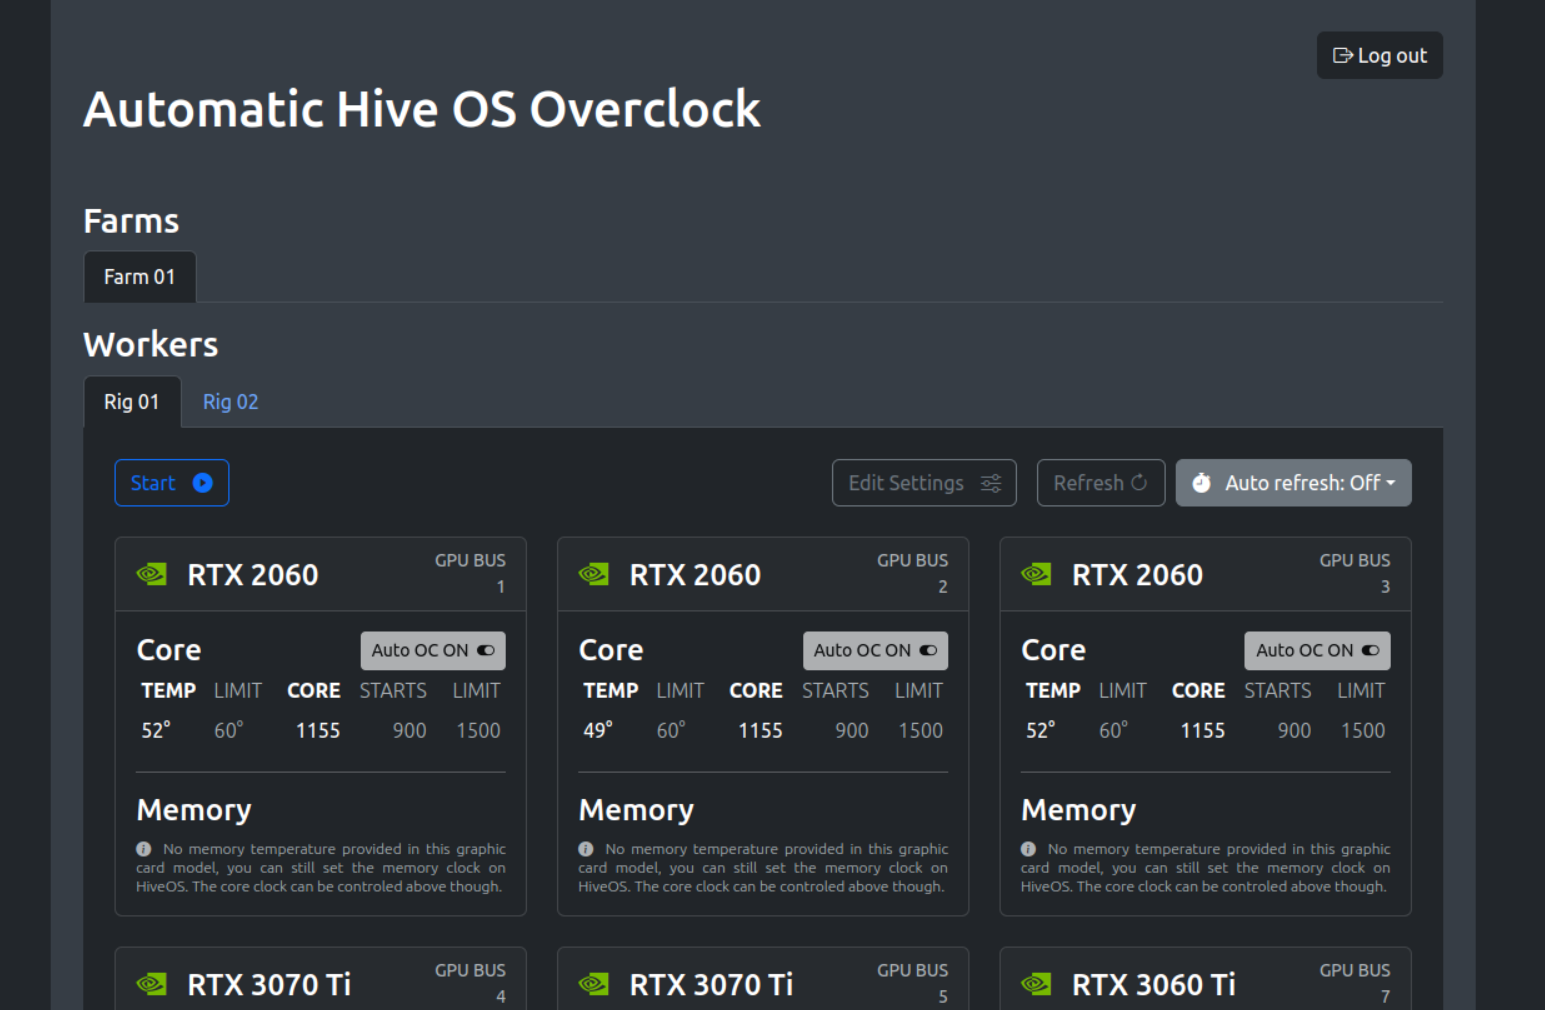 Log out
Automatic Hive OS Overclock
Farms
Farm 01
Workers
Rig 01 Rig 02
Start Edit Settings Refresh Auto refresh: Off
RTX 2060 GPU BUS 1
Core Auto OC ON
TEMP LIMIT CORE STARTS LIMIT
52° 60° 1155 900 1500
Memory
No memory temperature provided in this graphic
card model, you can still set the memory clock on
HiveOS. The core clock can be controled above though.
RTX 2060 GPU BUS 2
Core Auto OC ON
TEMP LIMIT CORE STARTS LIMIT
49° 60° 1155 900 1500
Memory
No memory temperature provided in this graphic
card model, you can still set the memory clock on
HiveOS. The core clock can be controled above though.
RTX 2060 GPU BUS 3
Core Auto OC ON
TEMP LIMIT CORE STARTS LIMIT
52° 60° 1155 900 1500
Memory
No memory temperature provided in this graphic
card model, you can still set the memory clock on
HiveOS. The core clock can be controled above though.
RTX 3070 Ti GPU BUS 4
RTX 3070 Ti GPU BUS 5
RTX 3060 Ti GPU BUS 7